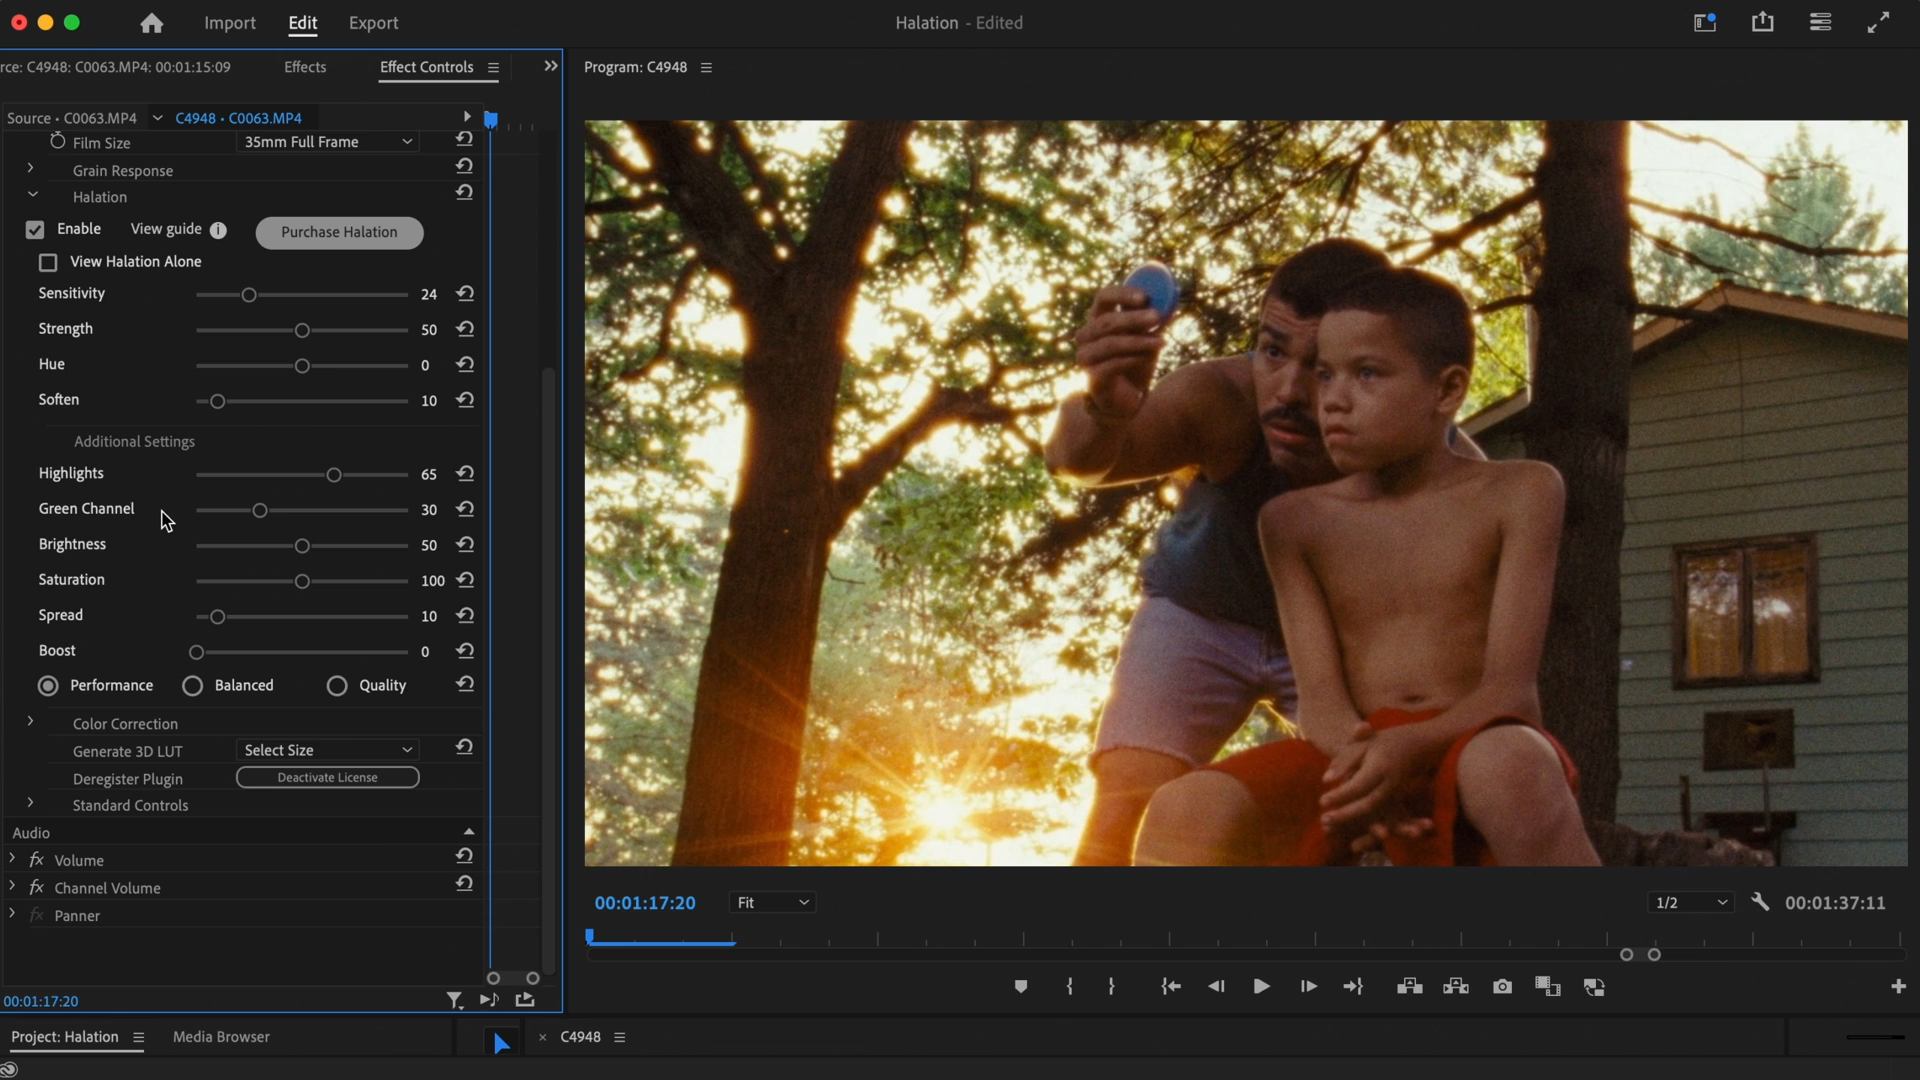 Import
Edit
Export
Halation - Edited
rce: C4948: C0063.MP4: 00:01:15:09
Effects
Effect Controls
Program: C4948
Source • C0063.MP4
C4948 • C0063.MP4
Film Size
35mm Full Frame
Grain Response
Halation
Enable
View guide
i
Purchase Halation
View Halation Alone
Sensitivity
24
Strength
50
Hue
0
Soften
10
Additional Settings
Highlights
65
Green Channel
30
Brightness
50
Saturation
100
Spread
10
Boost
0
Performance
Balanced
Quality
Color Correction
Generate 3D LUT
Select Size
Deregister Plugin
Deactivate License
Standard Controls
Audio
fx Volume
fx Channel Volume
fx Panner
00:01:17:20
Fit
1/2
00:01:37:11
00:01:17:20
Project: Halation
Media Browser
× C4948